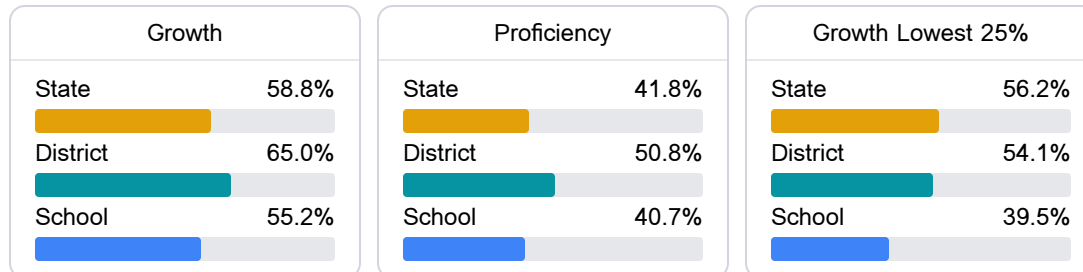 Growth
State 58.8%
District 65.0%
School 55.2%
Proficiency
State 41.8%
District 50.8%
School 40.7%
Growth Lowest 25%
State 56.2%
District 54.1%
School 39.5%